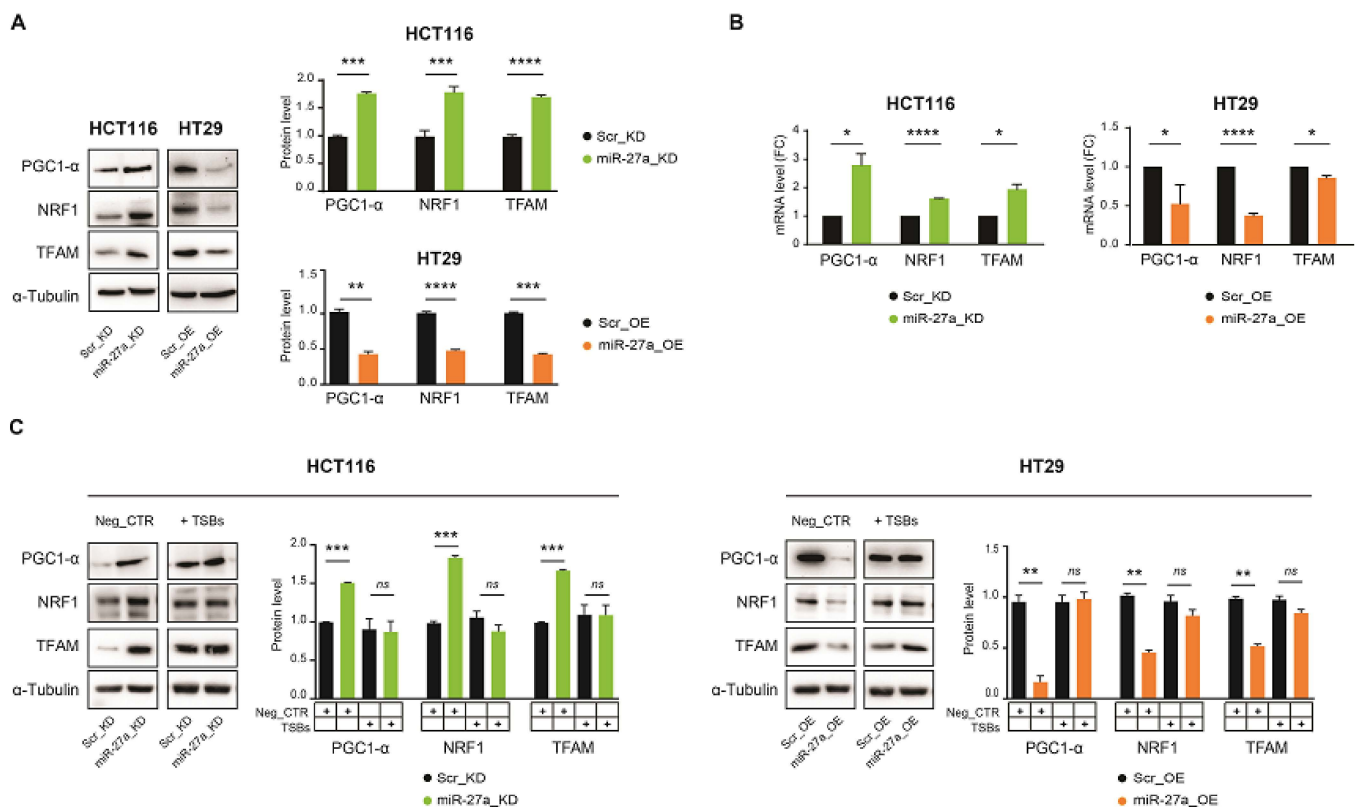 A
HCT116
*** *** ****
2.0
1.5
1.0
0.5
0.0
Protein level
PGC1-α NRF1 TFAM
Scr_KD
miR-27a_KD
HCT116 HT29
PGC1-α
NRF1
TFAM
α-Tubulin
Scr_KD
miR-27a_KD
Scr_OE
miR-27a_OE
HT29
** **** ***
1.5
1.0
0.5
0.0
Protein level
PGC1-α NRF1 TFAM
Scr_OE
miR-27a_OE
B
HCT116
* **** *
4
3
2
1
0
mRNA level (FC)
PGC1-α NRF1 TFAM
Scr_KD
miR-27a_KD
HT29
* **** *
1.5
1.0
0.5
0.0
mRNA level (FC)
PGC1-α NRF1 TFAM
Scr_OE
miR-27a_OE
C
HCT116
Neg_CTR + TSBs
PGC1-α
NRF1
TFAM
α-Tubulin
Scr_KD
miR-27a_KD
Scr_KD
miR-27a_KD
*** ns *** ns *** ns
2.0
1.5
1.0
0.5
0.0
Protein level
Neg_CTR + + + + + +
TSBs + + + + + +
PGC1-α NRF1 TFAM
Scr_KD
miR-27a_KD
HT29
Neg_CTR + TSBs
PGC1-α
NRF1
TFAM
α-Tubulin
Scr_OE
miR-27a_OE
Scr_OE
miR-27a_OE
** ns ** ns ** ns
1.5
1.0
0.5
0.0
Protein level
Neg_CTR + + + + + +
TSBs + + + + + +
PGC1-α NRF1 TFAM
Scr_OE
miR-27a_OE